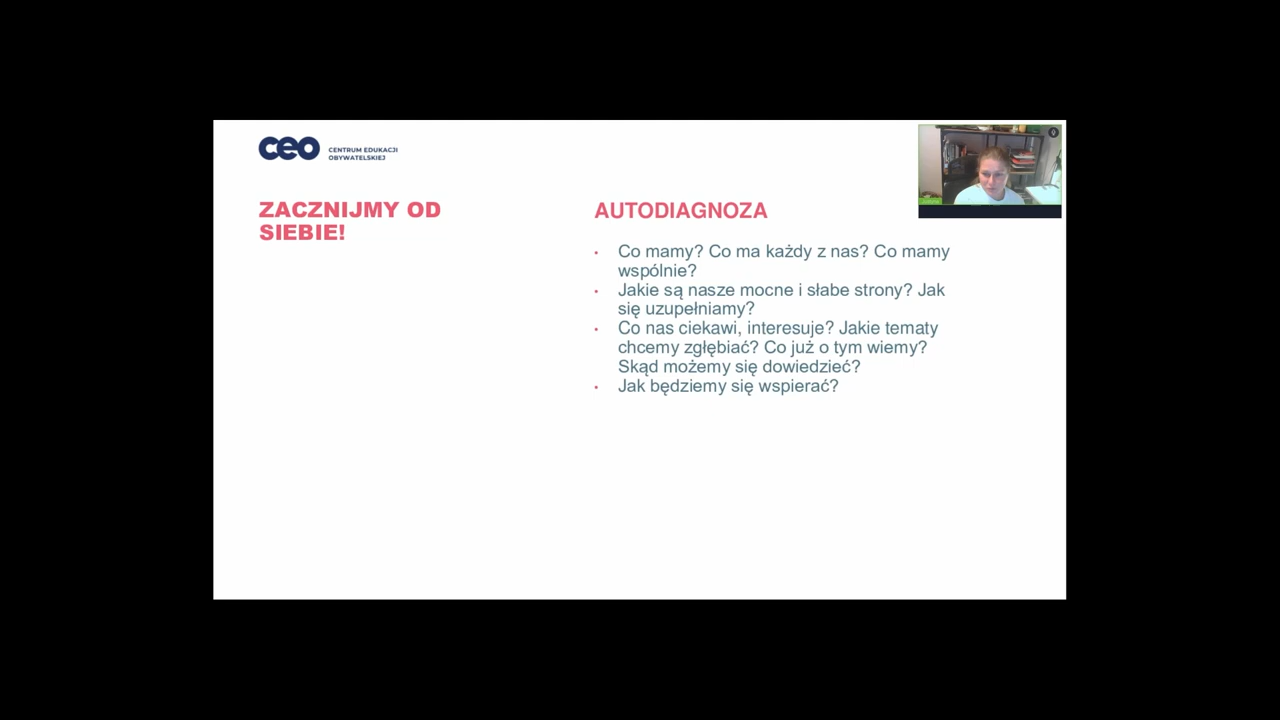 ceo
CENTRUM EDUKACJI
OBYWATELSKIEJ
ZACZNIJMY OD
SIEBIE!
AUTODIAGNOZA
• Co mamy? Co ma każdy z nas? Co mamy
wspólnie?
• Jakie są nasze mocne i słabe strony? Jak
się uzupełniamy?
• Co nas ciekawi, interesuje? Jakie tematy
chcemy zgłębiać? Co już o tym wiemy?
Skąd możemy się dowiedzieć?
• Jak będziemy się wspierać?